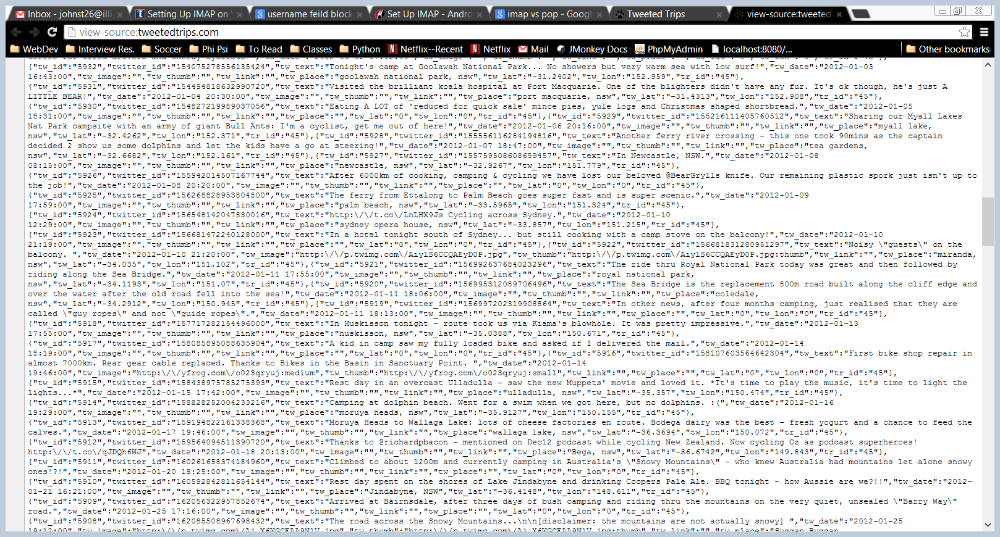 Inbox - johnst26@illi
Setting Up IMAP on
username feild block
Set Up IMAP - Andro
imap vs pop - Googl
Tweeted Trips
view-source:tweeted
view-source:tweetedtrips.com
WebDev Interview Res. Soccer Phi Psi To Read Classes Python Netflix--Recent Netflix Mail JMonkey Docs PhpMyAdmin localhost:8080/... Other bookmarks
{"tw_id":"5932","twitter_id":"154075278556135424","tw_text":"Tonight's camp at Goolawah National Park... No showers but very warm sea with low surf!","tw_date":"2012-01-03
16:43:00","tw_image":"","tw_thumb":"","tw_link":"","tw_place":"goolawah national park, nsw","tw_lat":"-31.2402","tw_lon":"152.959","tr_id":"45"},
{"tw_id":"5931","twitter_id":"154494818632990720","tw_text":"Visited the brilliant koala hospital at Port Macquarie. One of the blighters didn't have any fur. It's ok though, he's just A
LITTLE BEAR!","tw_date":"2012-01-04 20:30:00","tw_image":"","tw_thumb":"","tw_link":"","tw_place":"port macquarie, nsw","tw_lat":"-31.4313","tw_lon":"152.908","tr_id":"45"},
{"tw_id":"5930","twitter_id":"154827219989037056","tw_text":"Eating A LOT of 'reduced for quick sale' mince pies, yule logs and Christmas shaped shortbread.","tw_date":"2012-01-05
18:31:00","tw_image":"","tw_thumb":"","tw_link":"","tw_place":"","tw_lat":"0","tw_lon":"0","tr_id":"45"},{"tw_id":"5929","twitter_id":"155216111405760512","tw_text":"Sharing our Myall Lakes
Nat Park campsite with an army of giant Bull Ants: I'm a cyclist, get me out of here!","tw_date":"2012-01-06 20:16:00","tw_image":"","tw_thumb":"","tw_link":"","tw_place":"myall lake,
nsw","tw_lat":"-32.4262","tw_lon":"152.371","tr_id":"45"},{"tw_id":"5928","twitter_id":"155556116284194816","tw_text":"Another ferry river crossing - this one took 90mins as the captain
decided 2 show us some dolphins and let the kids have a go at steering!","tw_date":"2012-01-07 18:47:00","tw_image":"","tw_thumb":"","tw_link":"","tw_place":"tea gardens,
nsw","tw_lat":"-32.6682","tw_lon":"152.161","tr_id":"45"},{"tw_id":"5927","twitter_id":"155759508608659457","tw_text":"In Newcastle, NSW.","tw_date":"2012-01-08
08:15:00","tw_image":"","tw_thumb":"","tw_link":"","tw_place":"newcastle, nsw","tw_lat":"-32.9267","tw_lon":"151.779","tr_id":"45"},
{"tw_id":"5926","twitter_id":"155942014507167744","tw_text":"After 6000km of cooking, camping & cycling we have lost our beloved @BearGrylls knife. Our remaining plastic spork just isn't up to
the job!","tw_date":"2012-01-08 20:20:00","tw_image":"","tw_thumb":"","tw_link":"","tw_place":"","tw_lat":"0","tw_lon":"0","tr_id":"45"},
{"tw_id":"5925","twitter_id":"156268828953804800","tw_text":"The ferry from Ettalong to Palm Beach goes super fast and is super scenic.","tw_date":"2012-01-09
17:59:00","tw_image":"","tw_thumb":"","tw_link":"","tw_place":"palm beach, nsw","tw_lat":"-33.5965","tw_lon":"151.324","tr_id":"45"},
{"tw_id":"5924","twitter_id":"156548142047830016","tw_text":"http:\/\/t.co\/LnLHX9Js Cycling across Sydney.","tw_date":"2012-01-10
12:29:00","tw_image":"","tw_thumb":"","tw_link":"","tw_place":"sydney opera house, nsw","tw_lat":"-33.857","tw_lon":"151.215","tr_id":"45"},
{"tw_id":"5923","twitter_id":"156681472240128000","tw_text":"In a hotel tonight south of Sydney... but still cooking with a camp stove on the balcony!","tw_date":"2012-01-10
21:19:00","tw_image":"","tw_thumb":"","tw_link":"","tw_place":"","tw_lat":"0","tw_lon":"0","tr_id":"45"},{"tw_id":"5922","twitter_id":"156681831280951297","tw_text":"Noisy \"guests\" on the
balcony. ","tw_date":"2012-01-10 21:20:00","tw_image":"http:\/\/p.twimg.com\/AiylS6CCQAEyD0P.jpg","tw_thumb":"http:\/\/p.twimg.com\/AiylS6CCQAEyD0P.jpg:thumb","tw_link":"","tw_place":"miranda,
nsw","tw_lat":"-34.035","tw_lon":"151.102","tr_id":"45"},{"tw_id":"5921","twitter_id":"156992637684023296","tw_text":"The ride thru Royal National Park today was great and then followed by
riding along the Sea Bridge.","tw_date":"2012-01-11 17:55:00","tw_image":"","tw_thumb":"","tw_link":"","tw_place":"royal national park,
nsw","tw_lat":"-34.1193","tw_lon":"151.07","tr_id":"45"},{"tw_id":"5920","twitter_id":"156995312089706496","tw_text":"The Sea Bridge is the replacement 800m road built along the cliff edge and
over the water after the old road fell into the sea!","tw_date":"2012-01-11 18:06:00","tw_image":"","tw_thumb":"","tw_link":"","tw_place":"coledale,
nsw","tw_lat":"-34.2912","tw_lon":"150.945","tr_id":"45"},{"tw_id":"5919","twitter_id":"156997202319908864","tw_text":"In other news, after four months camping, just realised that they are
called \"guy ropes\" and not \"guide ropes\".","tw_date":"2012-01-11 18:13:00","tw_image":"","tw_thumb":"","tw_link":"","tw_place":"","tw_lat":"0","tw_lon":"0","tr_id":"45"},
{"tw_id":"5918","twitter_id":"157717282154496000","tw_text":"In Huskisson tonight - route took us via Kiama's blowhole. It was pretty impressive.","tw_date":"2012-01-13
17:55:00","tw_image":"","tw_thumb":"","tw_link":"","tw_place":"huskisson, nsw","tw_lat":"-35.0388","tw_lon":"150.671","tr_id":"45"},
{"tw_id":"5917","twitter_id":"158085895088635904","tw_text":"A kid in camp saw my fully loaded bike and asked if I delivered the mail.","tw_date":"2012-01-14
18:19:00","tw_image":"","tw_thumb":"","tw_link":"","tw_place":"","tw_lat":"0","tw_lon":"0","tr_id":"45"},{"tw_id":"5916","twitter_id":"158107603564642304","tw_text":"First bike shop repair in
almost 7000km. Rear gear cable replaced. Thanks to Bikes in the Basin in Sanctuary Point. ","tw_date":"2012-01-14
19:46:00","tw_image":"http:\/\/yfrog.com\/o023qryuj:medium","tw_thumb":"http:\/\/yfrog.com\/o023qryuj:small","tw_link":"","tw_place":"","tw_lat":"0","tw_lon":"0","tr_id":"45"},
{"tw_id":"5915","twitter_id":"158438975785275393","tw_text":"Rest day in an overcast Ulladulla - saw the new Muppets' movie and loved it. *It's time to play the music, it's time to light the
lights...*","tw_date":"2012-01-15 17:42:00","tw_image":"","tw_thumb":"","tw_link":"","tw_place":"ulladulla, nsw","tw_lat":"-35.357","tw_lon":"150.474","tr_id":"45"},
{"tw_id":"5914","twitter_id":"158828252004233216","tw_text":"Camping at dolphin beach. Went for a swim when we got here, but no dolphins. :(","tw_date":"2012-01-16
19:29:00","tw_image":"","tw_thumb":"","tw_link":"","tw_place":"moruya heads, nsw","tw_lat":"-35.9127","tw_lon":"150.155","tr_id":"45"},
{"tw_id":"5913","twitter_id":"159194822161338368","tw_text":"Moruya Heads to Wallaga Lake: lots of cheese factories en route. Bodega dairy was the best - fresh yogurt and a chance to feed the
calves.","tw_date":"2012-01-17 19:46:00","tw_image":"","tw_thumb":"","tw_link":"","tw_place":"wallaga lake, nsw","tw_lat":"-36.3694","tw_lon":"150.072","tr_id":"45"},
{"tw_id":"5912","twitter_id":"159564094511390720","tw_text":"Thanks to @richardpbacon - mentioned on Dec12 podcast while cycling New Zealand. Now cycling Oz as podcast superheroes!
http:\/\/t.co\/qJDQh6WJ","tw_date":"2012-01-18 20:13:00","tw_image":"","tw_thumb":"","tw_link":"","tw_place":"Bega, nsw","tw_lat":"-36.6742","tw_lon":"149.843","tr_id":"45"},
{"tw_id":"5911","twitter_id":"160261658374184960","tw_text":"Climbed to about 1200m and currently camping in Australia's \"Snowy Mountains\" - who knew Australia had mountains let alone snowy
ones!?!","tw_date":"2012-01-20 18:25:00","tw_image":"","tw_thumb":"","tw_link":"","tw_place":"","tw_lat":"0","tw_lon":"0","tr_id":"45"},
{"tw_id":"5910","twitter_id":"160592842811654144","tw_text":"Rest day spent on the shores of Lake Jindabyne and drinking Coopers Pale Ale. BBQ tonight - how Aussie are we?!!","tw_date":"2012-
01-21 16:21:00","tw_image":"","tw_thumb":"","tw_link":"","tw_place":"Jindabyne, NSW","tw_lat":"-36.4148","tw_lon":"148.611","tr_id":"45"},
{"tw_id":"5909","twitter_id":"162056322957852674","tw_text":"Arrived at Bairnsdale, after three days of bush camping and riding thru the mountains on the very quiet, unsealed \"Barry Way\"
road.","tw_date":"2012-01-25 17:16:00","tw_image":"","tw_thumb":"","tw_link":"","tw_place":"","tw_lat":"0","tw_lon":"0","tr_id":"45"},
{"tw_id":"5908","twitter_id":"162085508967698432","tw_text":"The road across the Snowy Mountains...\n\n[disclaimer: the mountains are not actually snowy] ","tw_date":"2012-01-25